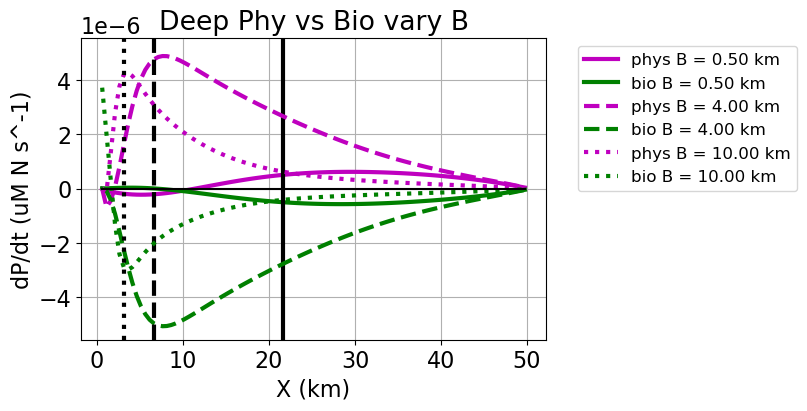 Deep Phy vs Bio vary B
1e−6
dP/dt (uM N s^-1)
4
2
0
−2
−4
0 10 20 30 40 50
X (km)
phys B = 0.50 km
bio B = 0.50 km
phys B = 4.00 km
bio B = 4.00 km
phys B = 10.00 km
bio B = 10.00 km